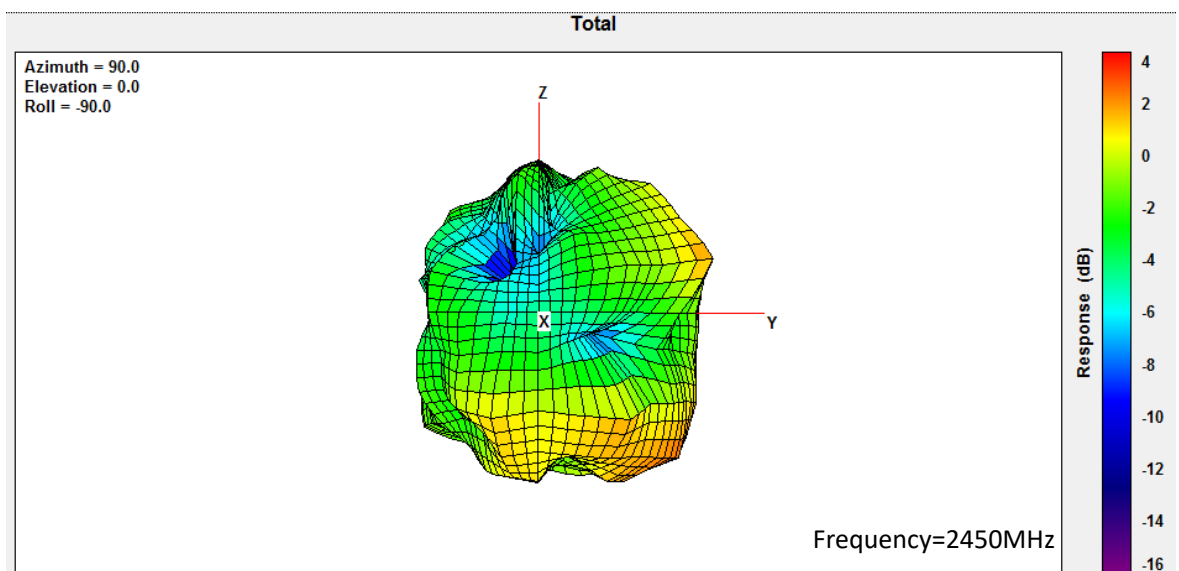 Total
Azimuth = 90.0
Elevation = 0.0
Roll = -90.0
Z
X
Y
4
2
0
-2
-4
-6
-8
-10
-12
-14
-16
Response (dB)
Frequency=2450MHz